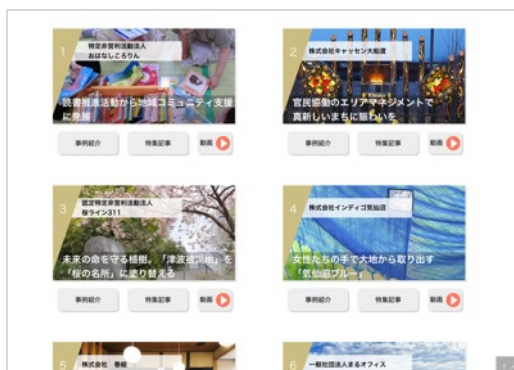 1
特定非営利活動法人
おはなしころりん
読書推進活動から地域コミュニティ支援
に発展
事例紹介 特集記事 動画
2
株式会社キャッセン大船渡
官民協働のエリアマネジメントで
真新しいまちに賑わいを
事例紹介 特集記事 動画
3
認定特定非営利活動法人
桜ライン311
未来の命を守る植樹。「津波被災地」を
「桜の名所」に塗り替える
事例紹介 特集記事 動画
4
株式会社インディゴ気仙沼
女性たちの手で大地から取り出す
「気仙沼ブルー」
事例紹介 特集記事 動画
5
株式会社 巻組
6
一般社団法人まるオフィス